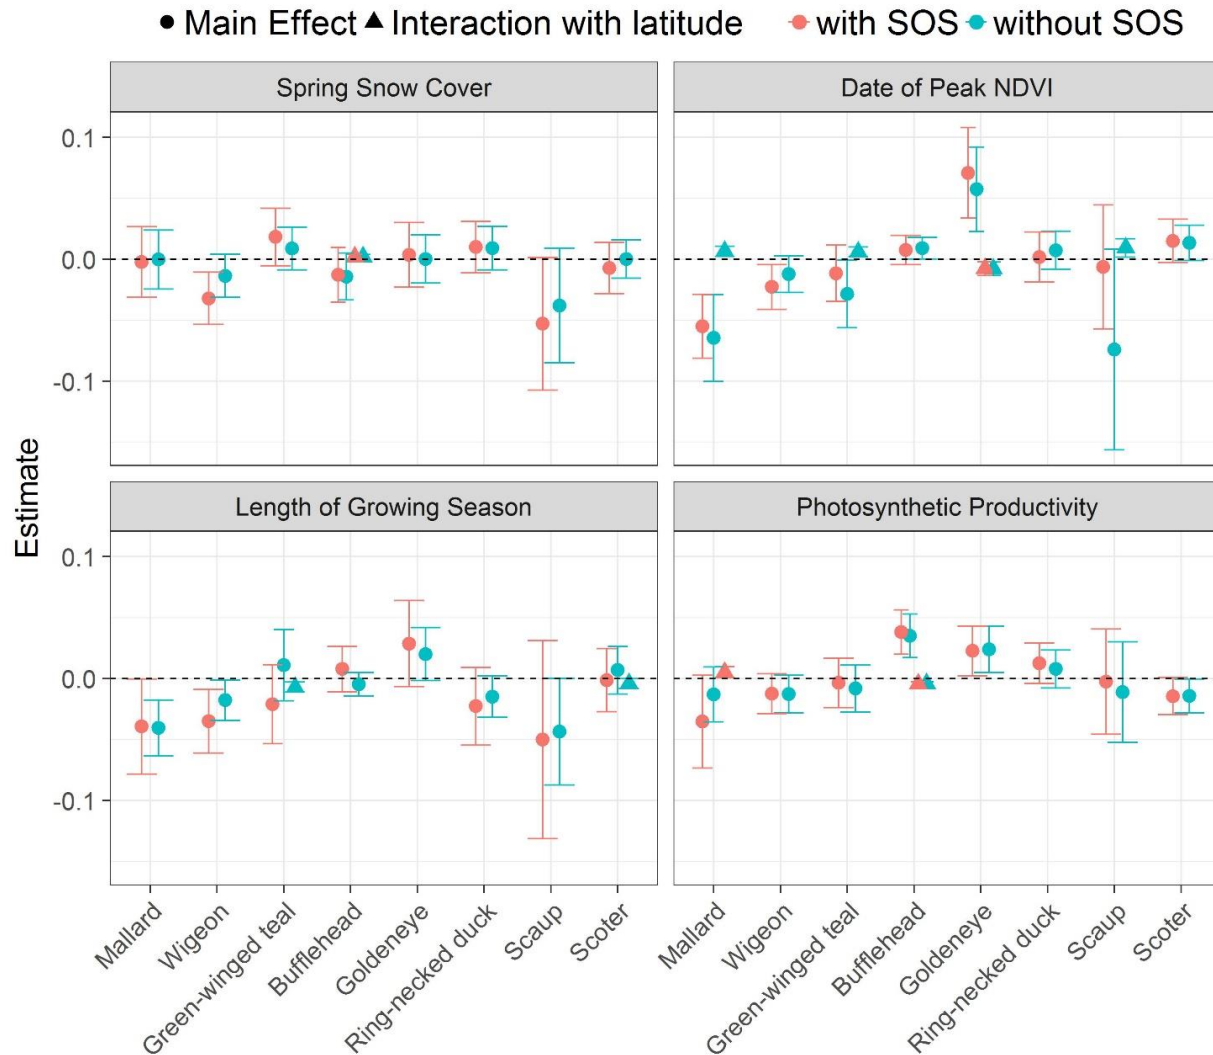 Main Effect Interaction with latitude with SOS without SOS
Spring Snow Cover
Date of Peak NDVI
0.1
0.0
-0.1
Length of Growing Season
Photosynthetic Productivity
0.1
0.0
-0.1
Estimate
Mallard
Wigeon
Green-winged teal
Bufflehead
Goldeneye
Ring-necked duck
Scaup
Scoter
Mallard
Wigeon
Green-winged teal
Bufflehead
Goldeneye
Ring-necked duck
Scaup
Scoter